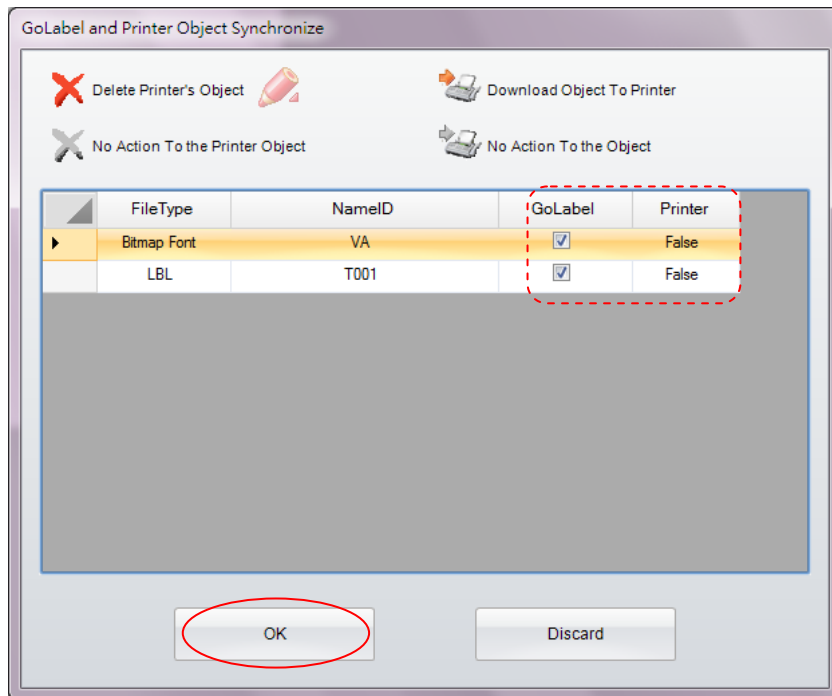 GoLabel and Printer Object Synchronize
Delete Printer's Object Download Object To Printer
No Action To the Printer Object No Action To the Object
FileType NameID GoLabel Printer
Bitmap Font VA False
LBL T001 False
OK Discard